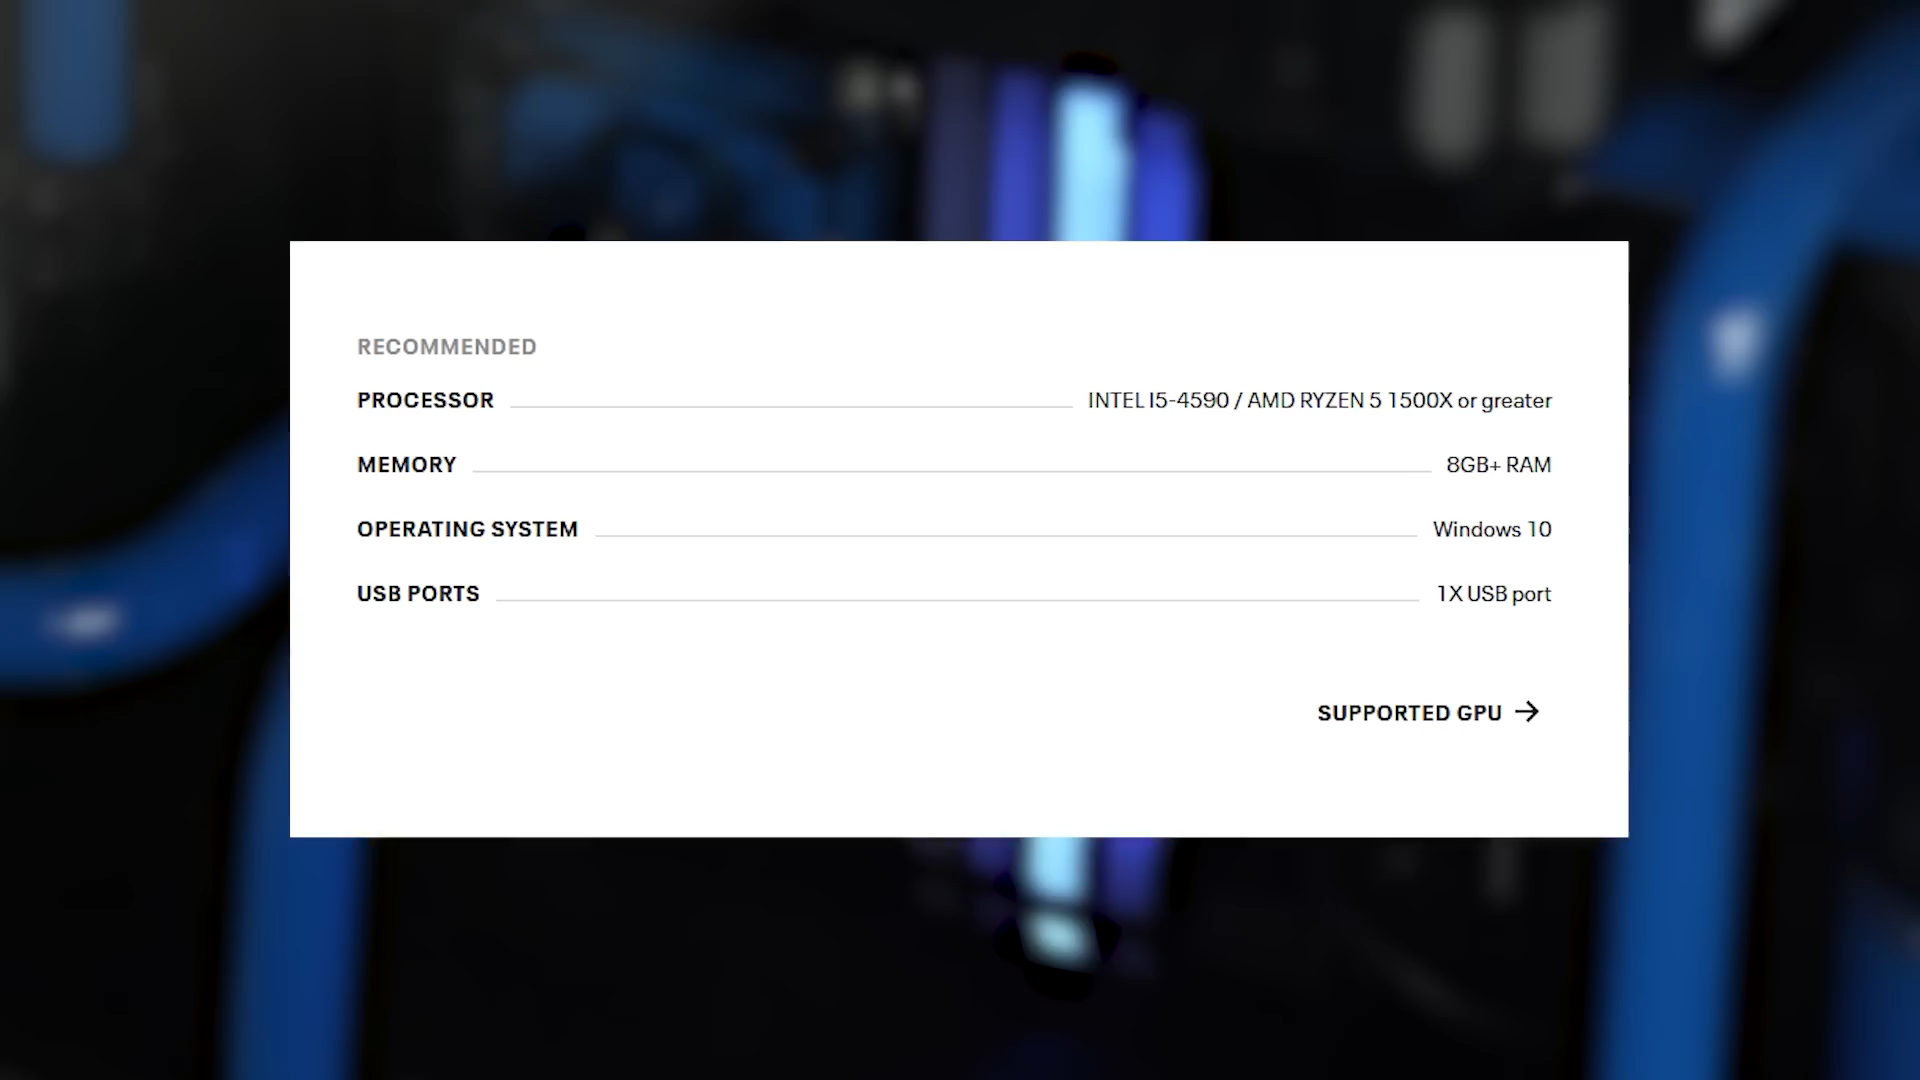 RECOMMENDED
PROCESSOR INTEL I5-4590 / AMD RYZEN 5 1500X or greater
MEMORY 8GB+ RAM
OPERATING SYSTEM Windows 10
USB PORTS 1X USB port
SUPPORTED GPU →